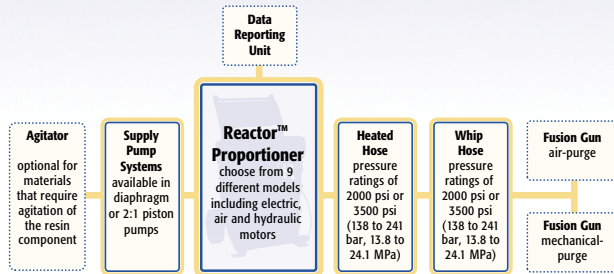 Data
Reporting
Unit
Agitator
optional for
materials
that require
agitation of
the resin
component
Supply
Pump
Systems
available in
diaphragm
or 2:1 piston
pumps
Reactor™
Proportioner
choose from 9
different models
including electric,
air and hydraulic
motors
Heated
Hose
pressure
ratings of
2000 psi or
3500 psi
(138 to 241
bar, 13.8 to
24.1 MPa)
Whip
Hose
pressure
ratings of
2000 psi or
3500 psi
(138 to 241
bar, 13.8 to
24.1 MPa)
Fusion Gun
air-purge
Fusion Gun
mechanical-
purge